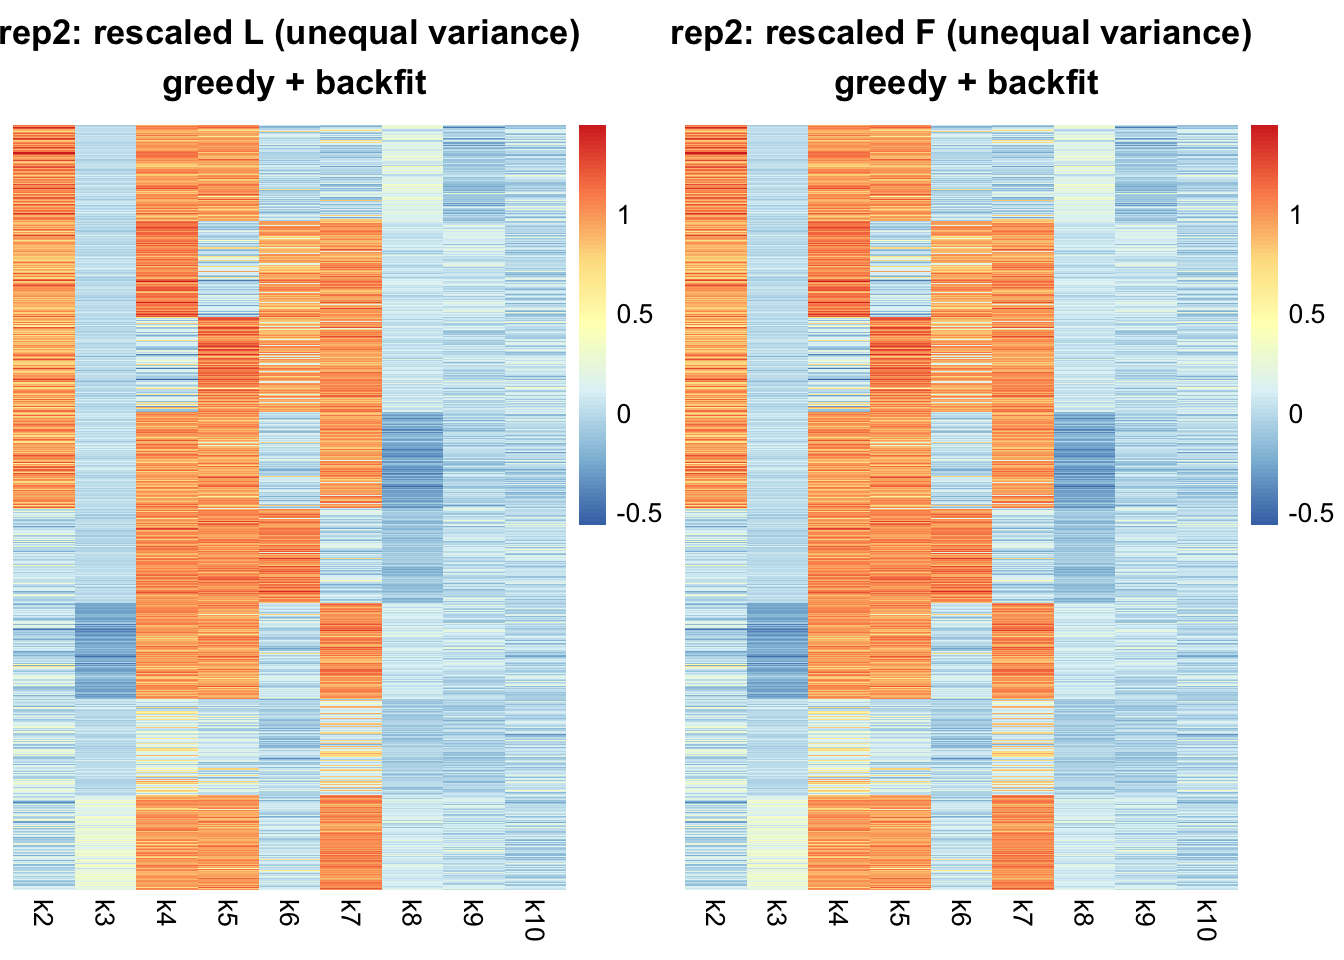 rep2: rescaled L (unequal variance)
greedy + backfit
1
0.5
0
-0.5
k2
k3
k4
k5
k6
k7
k8
k9
k10
rep2: rescaled F (unequal variance)
greedy + backfit
1
0.5
0
-0.5
k2
k3
k4
k5
k6
k7
k8
k9
k10